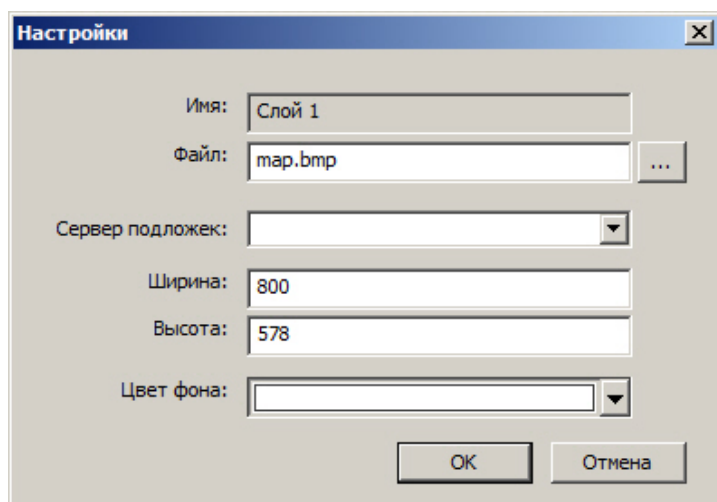 Настройки
Имя: Слой 1
Файл: map.bmp ...
Сервер подложек:
Ширина: 800
Высота: 578
Цвет фона:
OK Отмена